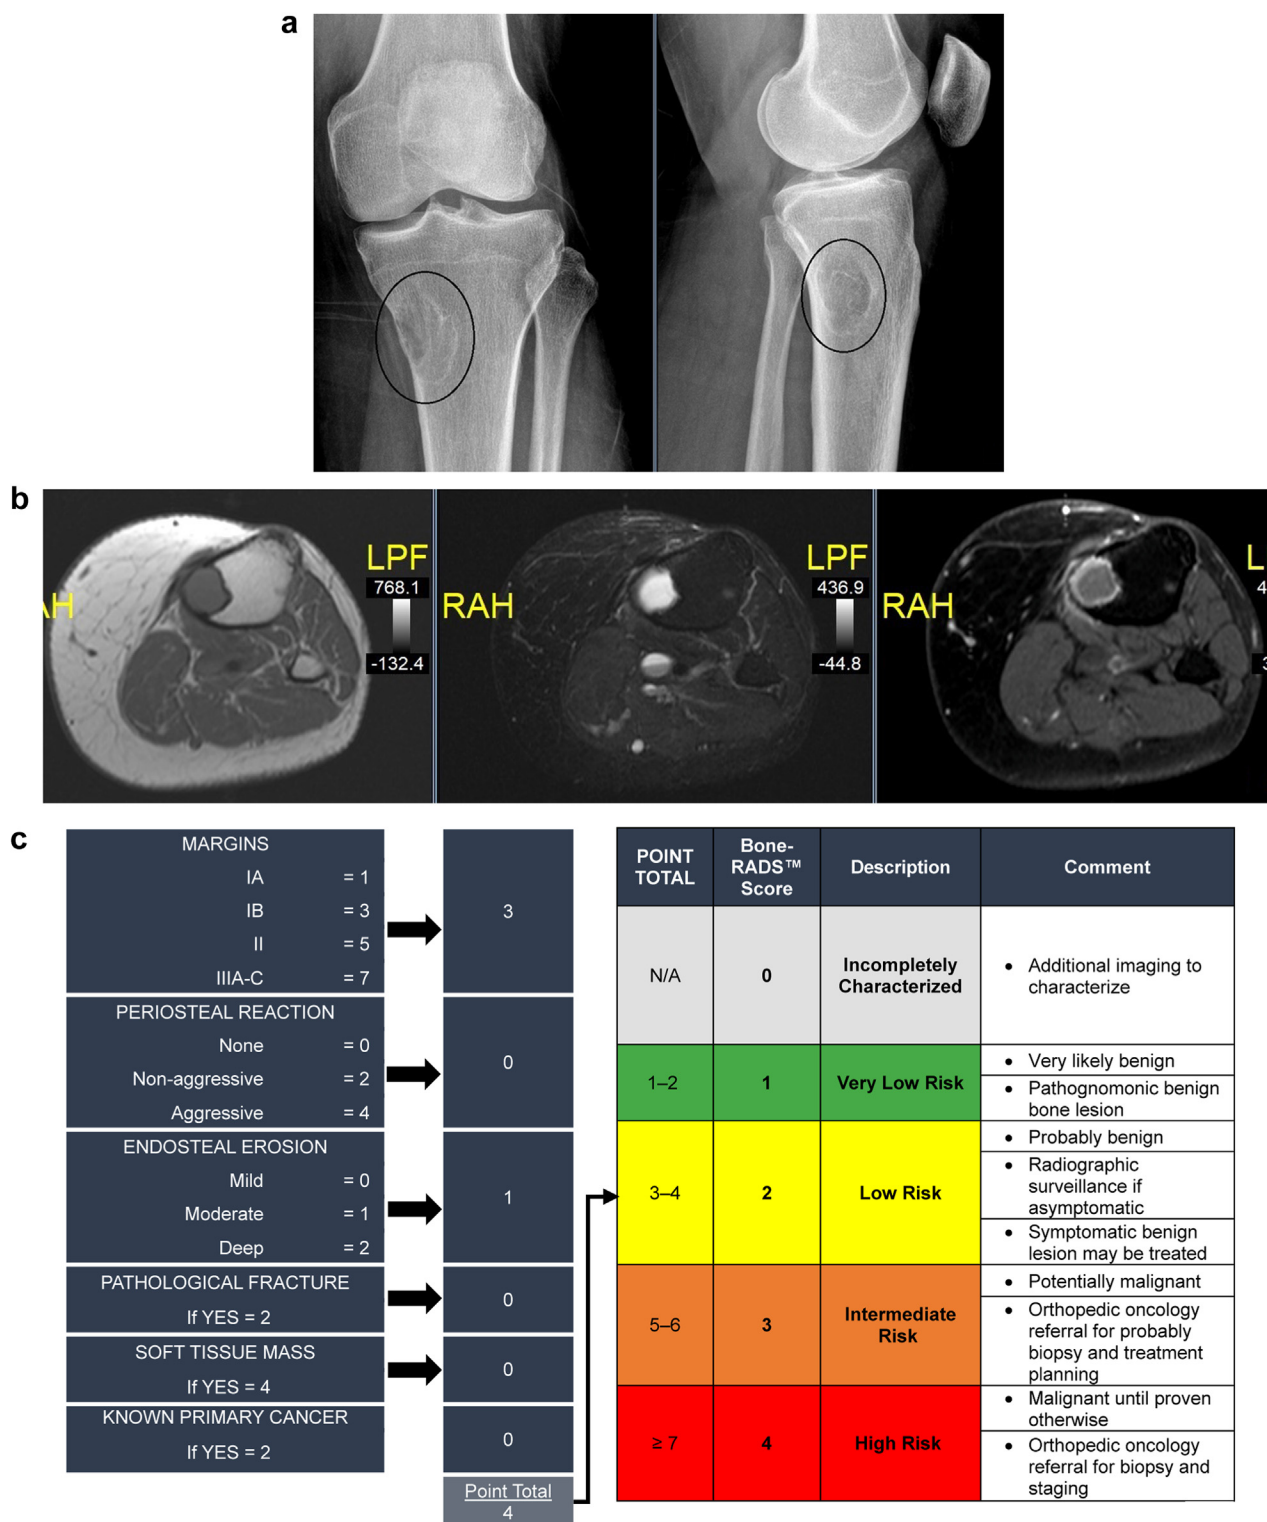 a
b
AH
LPF
768.1
-132.4
RAH
LPF
436.9
-44.8
RAH
L
4
3
c
MARGINS
IA = 1
IB = 3
II = 5
IIIA-C = 7
3
PERIOSTEAL REACTION
None = 0
Non-aggressive = 2
Aggressive = 4
0
ENDOSTEAL EROSION
Mild = 0
Moderate = 1
Deep = 2
1
PATHOLOGICAL FRACTURE
If YES = 2
0
SOFT TISSUE MASS
If YES = 4
0
KNOWN PRIMARY CANCER
If YES = 2
0
Point Total
4
POINT TOTAL
Bone-RADS™ Score
Description
Comment
N/A
0
Incompletely Characterized
• Additional imaging to characterize
1–2
1
Very Low Risk
• Very likely benign
• Pathognomonic benign bone lesion
3–4
2
Low Risk
• Probably benign
• Radiographic surveillance if asymptomatic
• Symptomatic benign lesion may be treated
5–6
3
Intermediate Risk
• Potentially malignant
• Orthopedic oncology referral for probably biopsy and treatment planning
≥ 7
4
High Risk
• Malignant until proven otherwise
• Orthopedic oncology referral for biopsy and staging